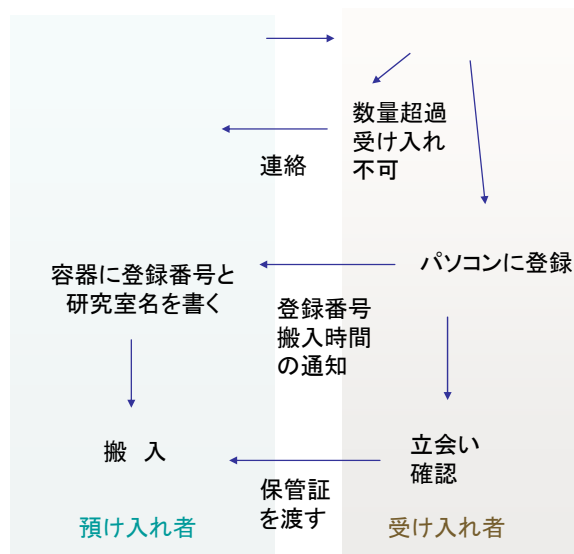 数量超過
受け入れ
不可
連絡
パソコンに登録
容器に登録番号と
研究室名を書く
登録番号
搬入時間
の通知
立会い
確認
搬　入
保管証
を渡す
預け入れ者
受け入れ者